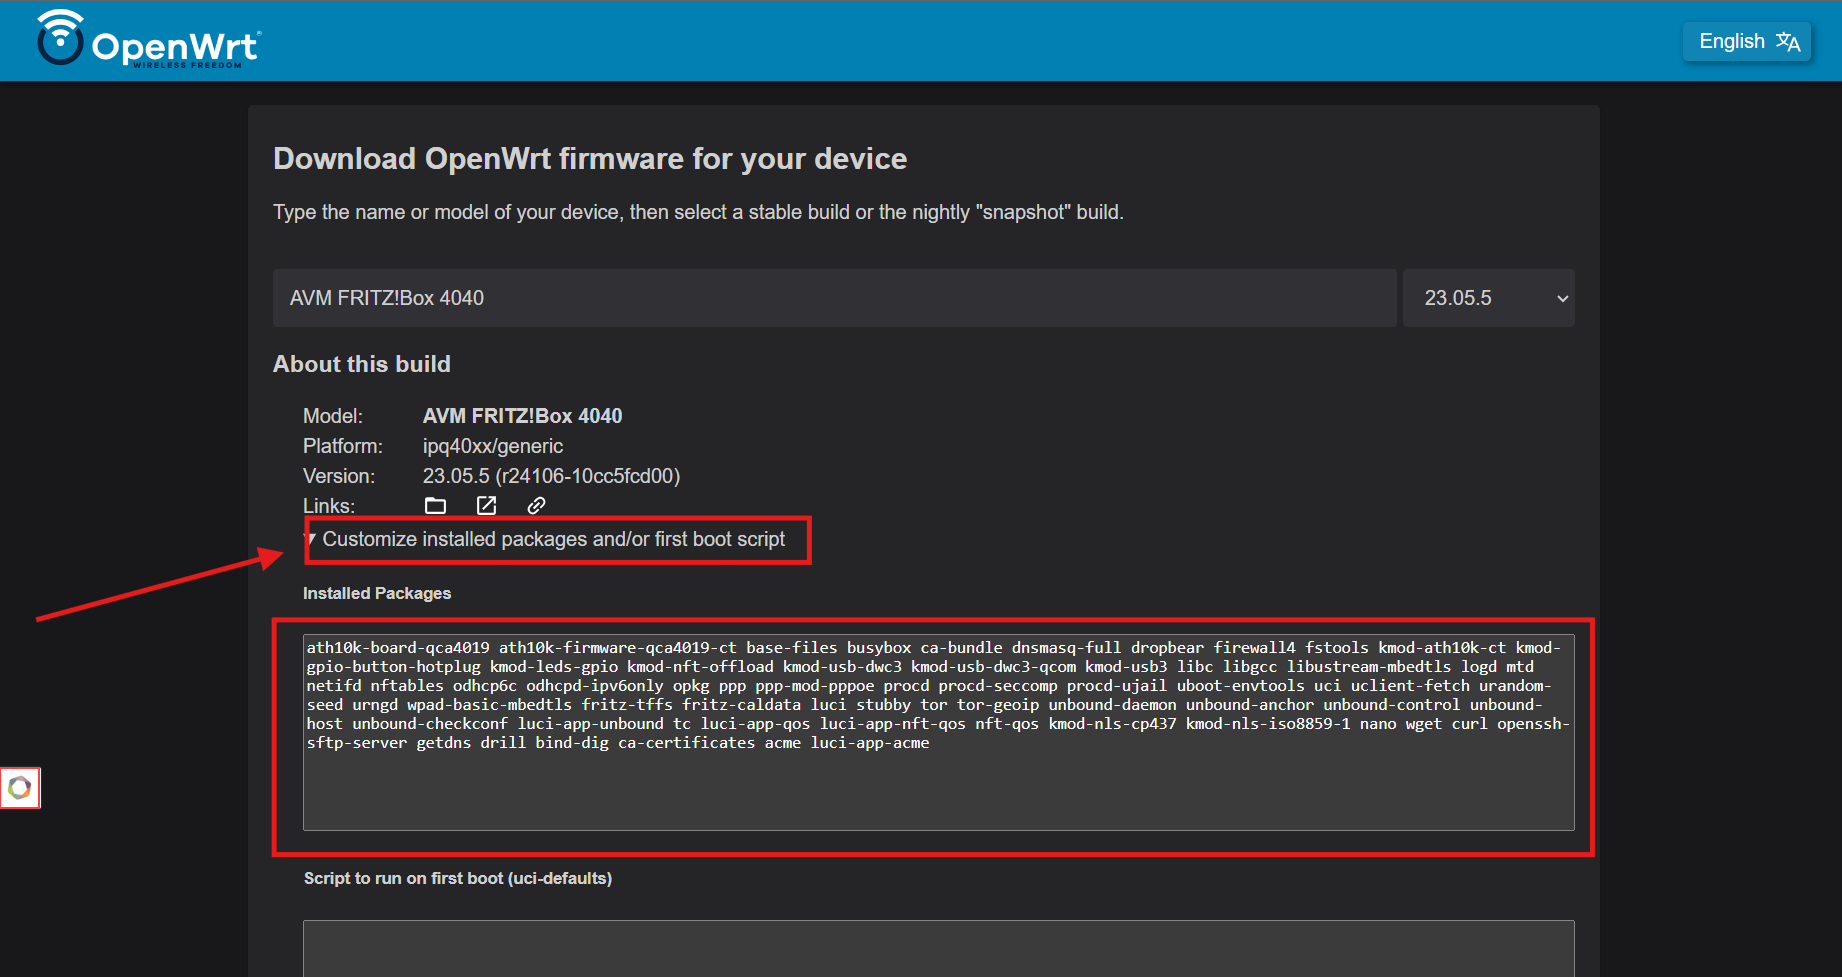 OpenWrt
WIRELESS FREEDOM
English
Download OpenWrt firmware for your device
Type the name or model of your device, then select a stable build or the nightly "snapshot" build.
AVM FRITZ!Box 4040
23.05.5
About this build
Model: AVM FRITZ!Box 4040
Platform: ipq40xx/generic
Version: 23.05.5 (r24106-10cc5fcd00)
Links:
Customize installed packages and/or first boot script
Installed Packages
ath10k-board-qca4019 ath10k-firmware-qca4019-ct base-files busybox ca-bundle dnsmasq-full dropbear firewall4 fstools kmod-ath10k-ct kmod-
gpio-button-hotplug kmod-leds-gpio kmod-nft-offload kmod-usb-dwc3 kmod-usb-dwc3-qcom kmod-usb3 libc libgcc libustream-mbedtls logd mtd
netifd nftables odhcp6c odhcpd-ipv6only opkg ppp ppp-mod-pppoe procd procd-seccomp procd-ujail uboot-envtools uci uclient-fetch urandom-
seed urngd wpad-basic-mbedtls fritz-tffs fritz-caldata luci stubby tor tor-geoip unbound-daemon unbound-anchor unbound-control unbound-
host unbound-checkconf luci-app-unbound tc luci-app-qos luci-app-nft-qos nft-qos kmod-nls-cp437 kmod-nls-iso8859-1 nano wget curl openssh-
sftp-server getdns drill bind-dig ca-certificates acme luci-app-acme
Script to run on first boot (uci-defaults)